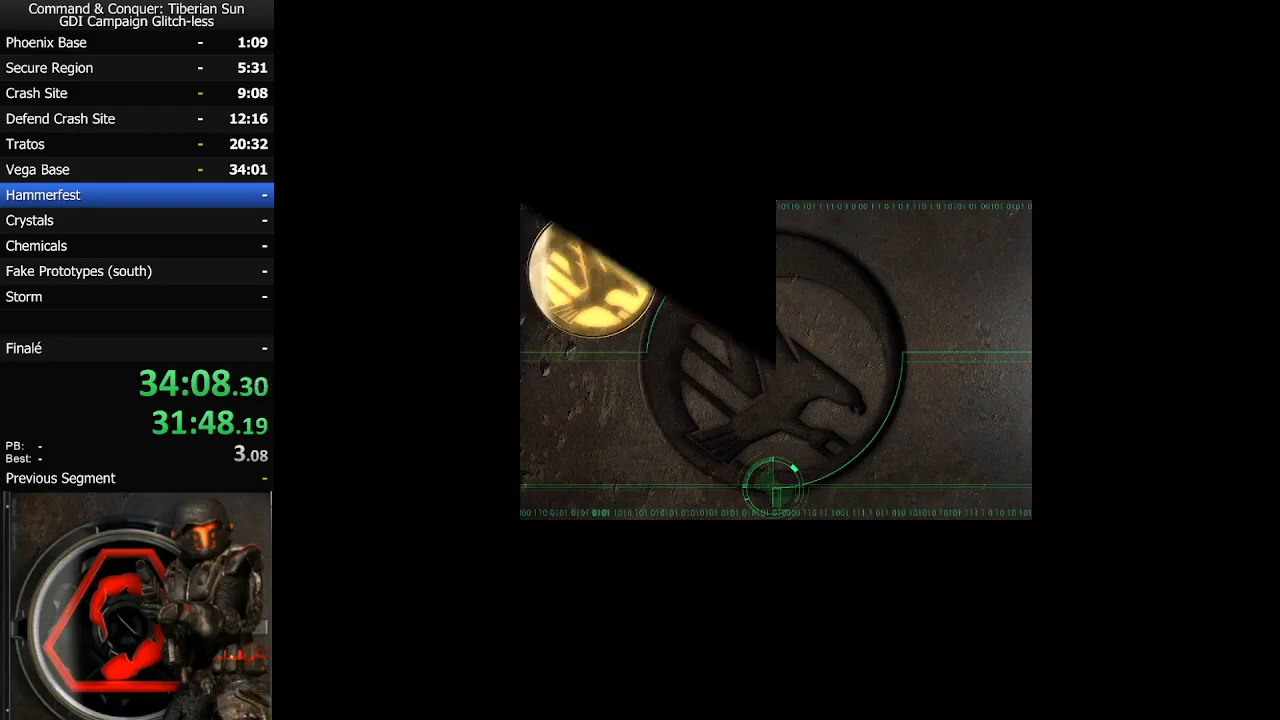 Command & Conquer: Tiberian Sun
GDI Campaign Glitch-less
Phoenix Base - 1:09
Secure Region - 5:31
Crash Site - 9:08
Defend Crash Site - 12:16
Tratos - 20:32
Vega Base - 34:01
Hammerfest -
Crystals -
Chemicals -
Fake Prototypes (south) -
Storm -
Finalé -
34:08.30
31:48.19
PB: -
Best: - 3.08
Previous Segment -